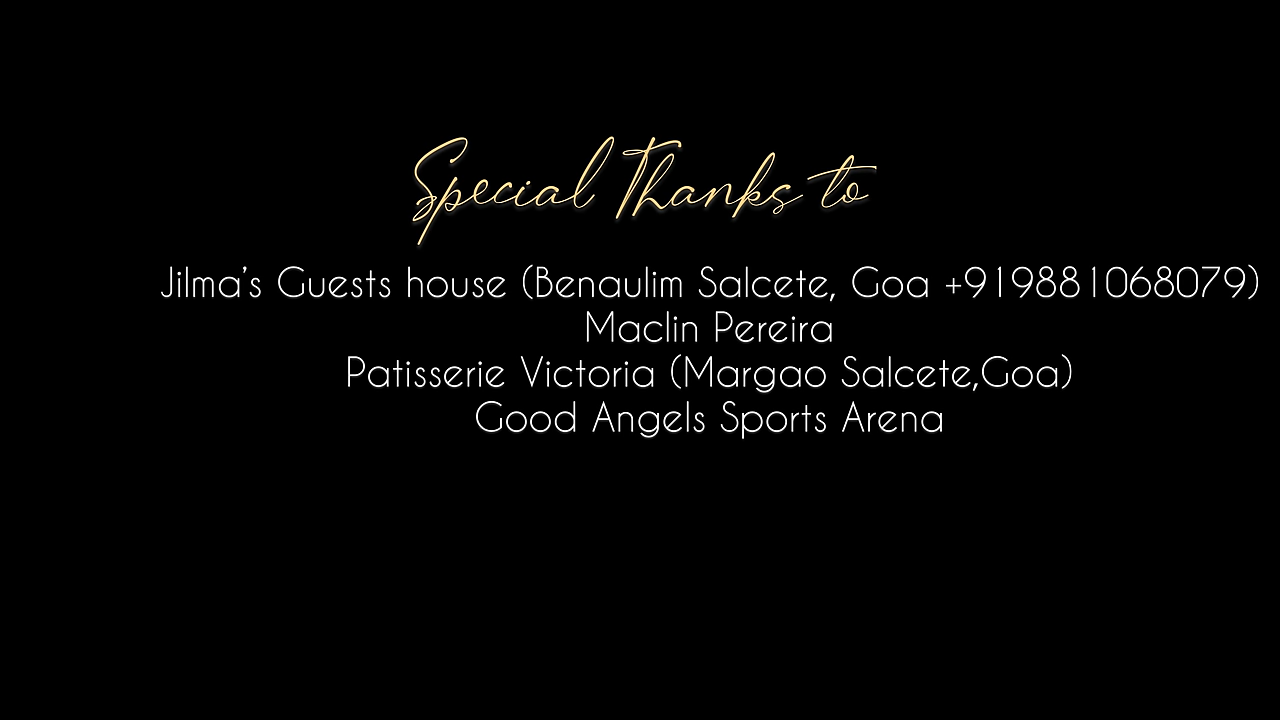 Special Thanks to
Jilma's Guests house (Benaulim Salcete, Goa +919881068079)
Maclin Pereira
Patisserie Victoria (Margao Salcete,Goa)
Good Angels Sports Arena